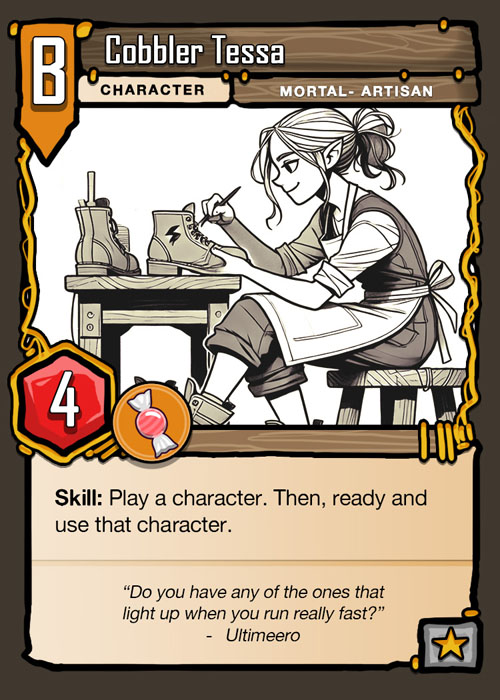 B
Cobbler Tessa
CHARACTER
MORTAL- ARTISAN
4
Skill: Play a character. Then, ready and
use that character.
“Do you have any of the ones that
light up when you run really fast?”
- Ultimeero